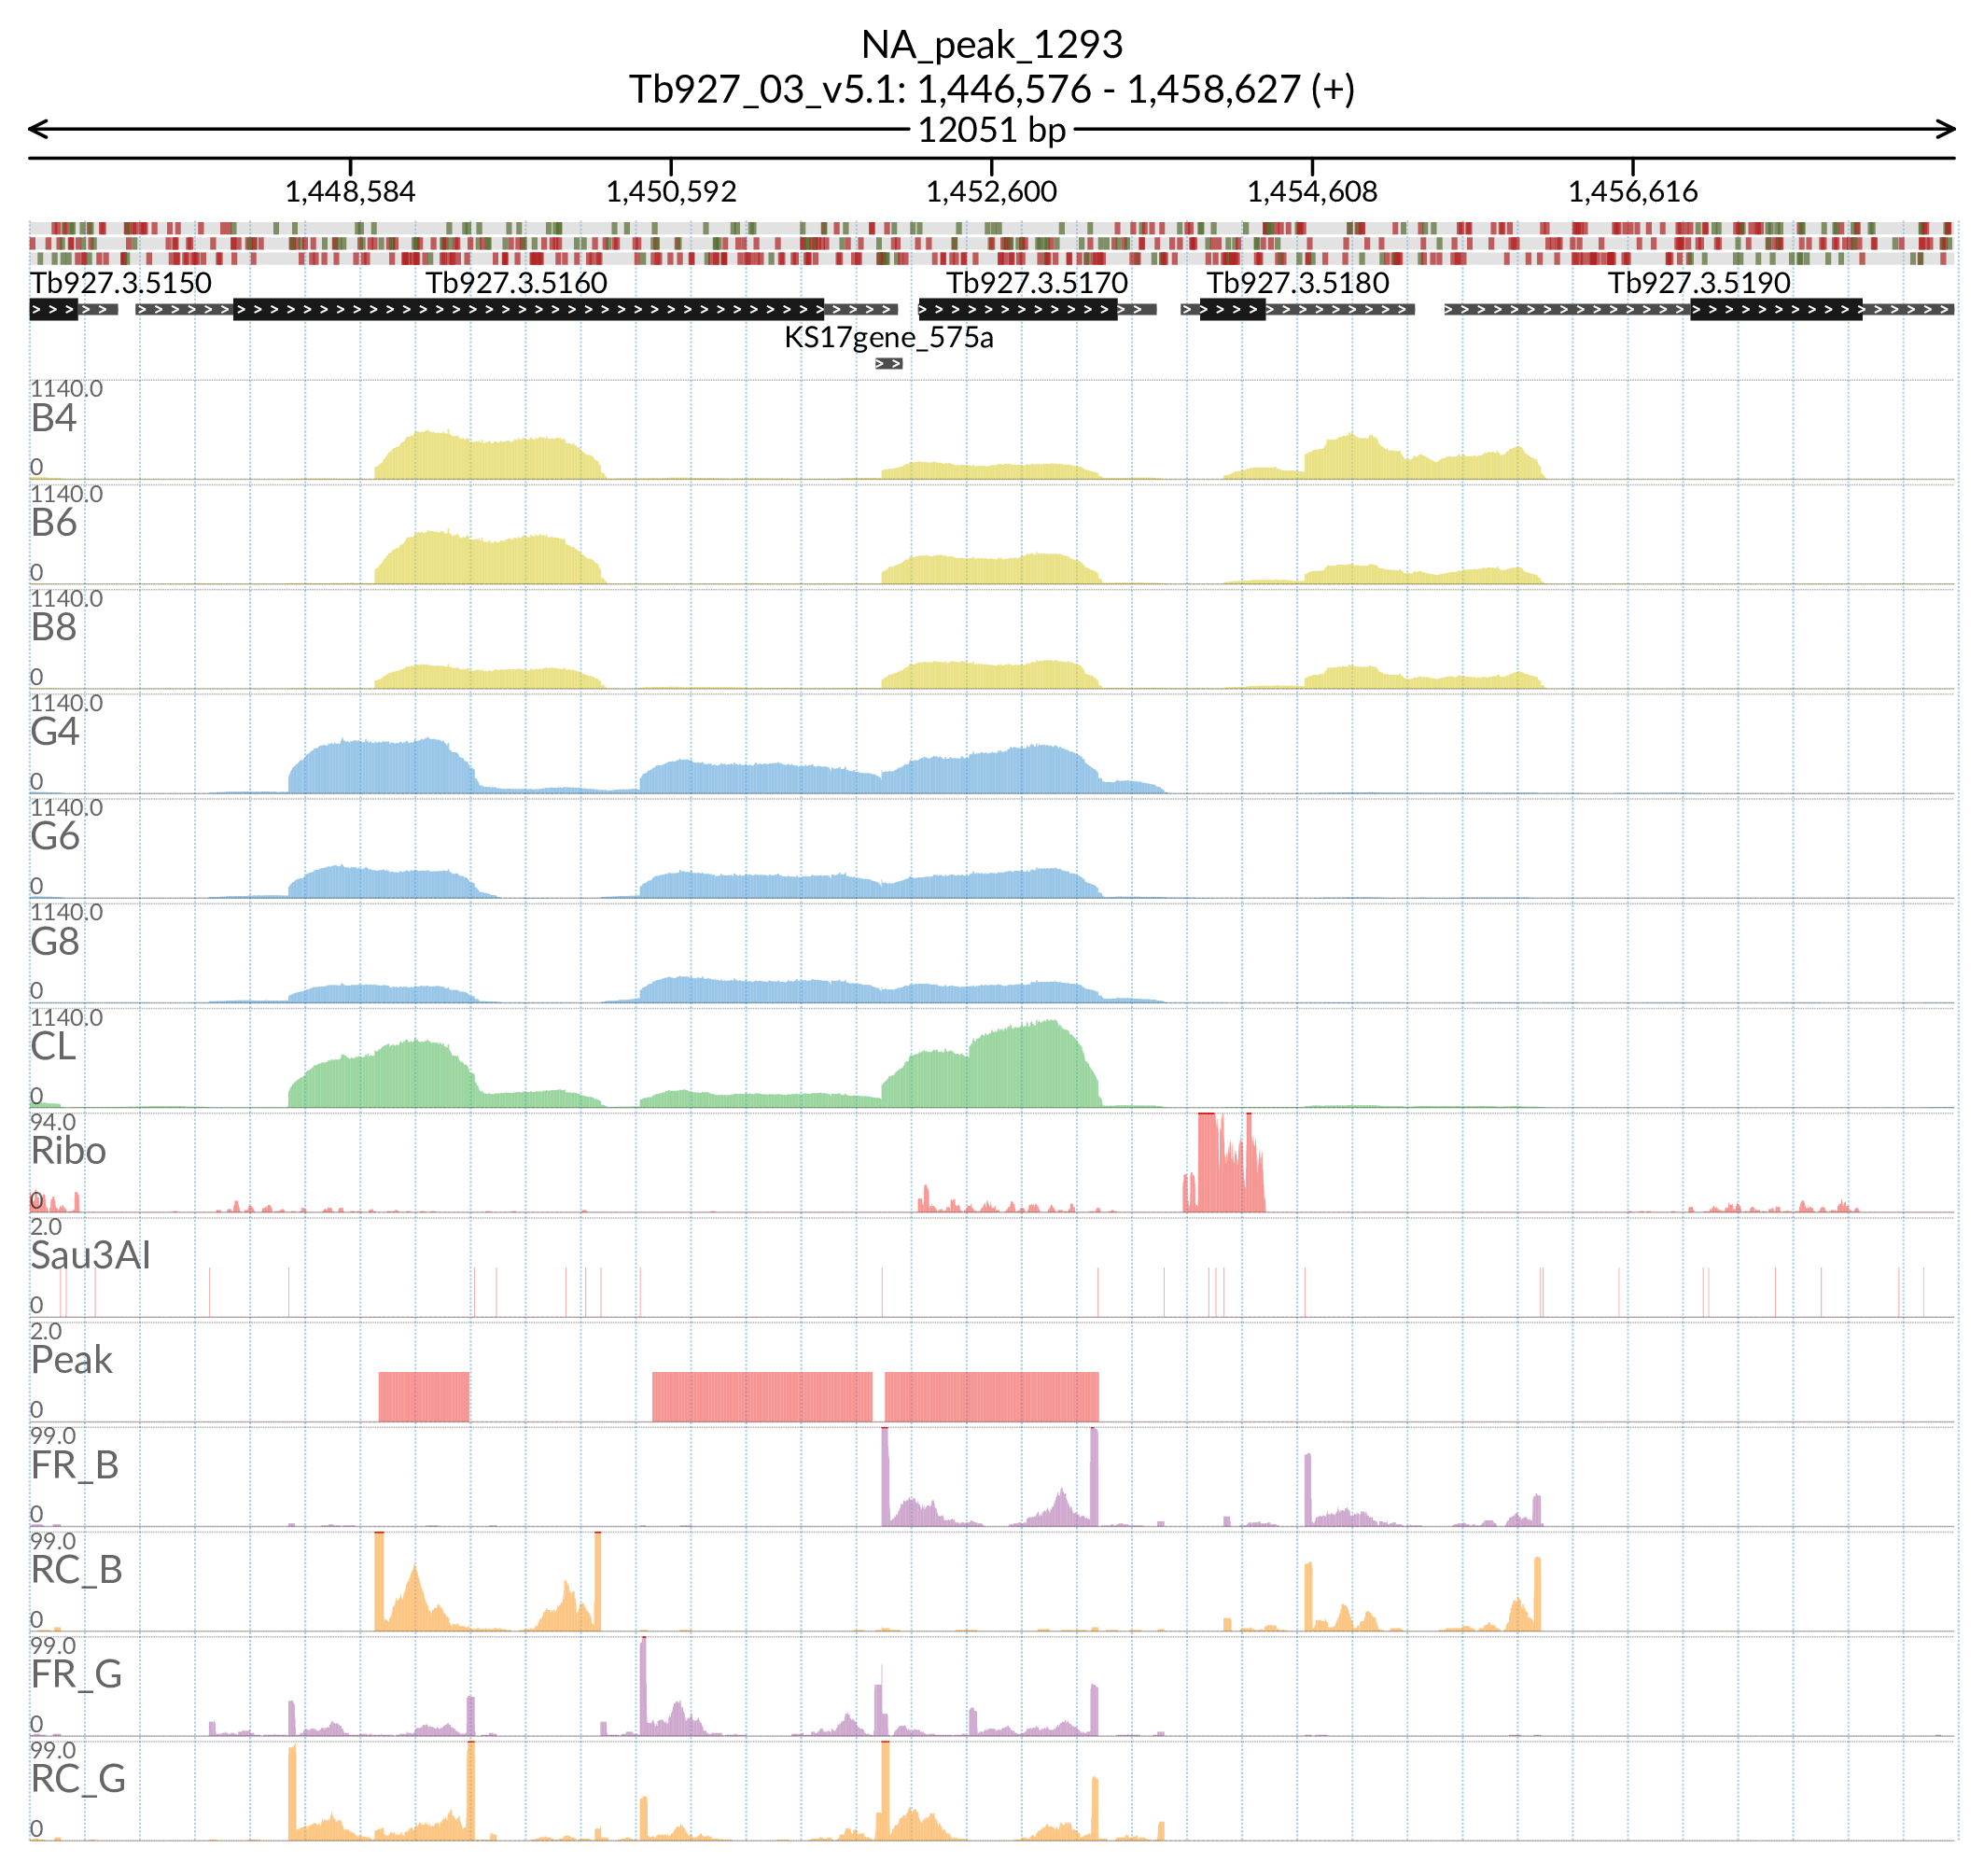 NA_peak_1293
Tb927_03_v5.1: 1,446,576 - 1,458,627 (+)
12051 bp
1,448,584 1,450,592 1,452,600 1,454,608 1,456,616
Tb927.3.5150 Tb927.3.5160 Tb927.3.5170 Tb927.3.5180 Tb927.3.5190
KS17gene_575a
1140.0
B4
0
1140.0
B6
0
1140.0
B8
0
1140.0
G4
0
1140.0
G6
0
1140.0
G8
0
1140.0
CL
0
94.0
Ribo
0
2.0
Sau3AI
0
2.0
Peak
0
99.0
FR_B
0
99.0
RC_B
0
99.0
FR_G
0
99.0
RC_G
0